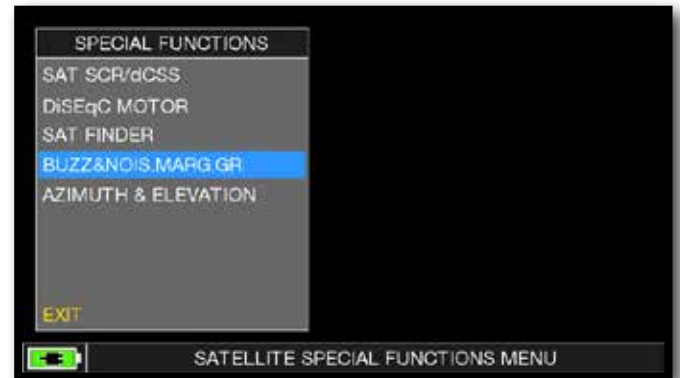 SPECIAL FUNCTIONS
SAT SCR/dCSS
DiSEqC MOTOR
SAT FINDER
BUZZ&NOIS.MARG.GR.
AZIMUTH & ELEVATION
EXIT
SATELLITE SPECIAL FUNCTIONS MENU